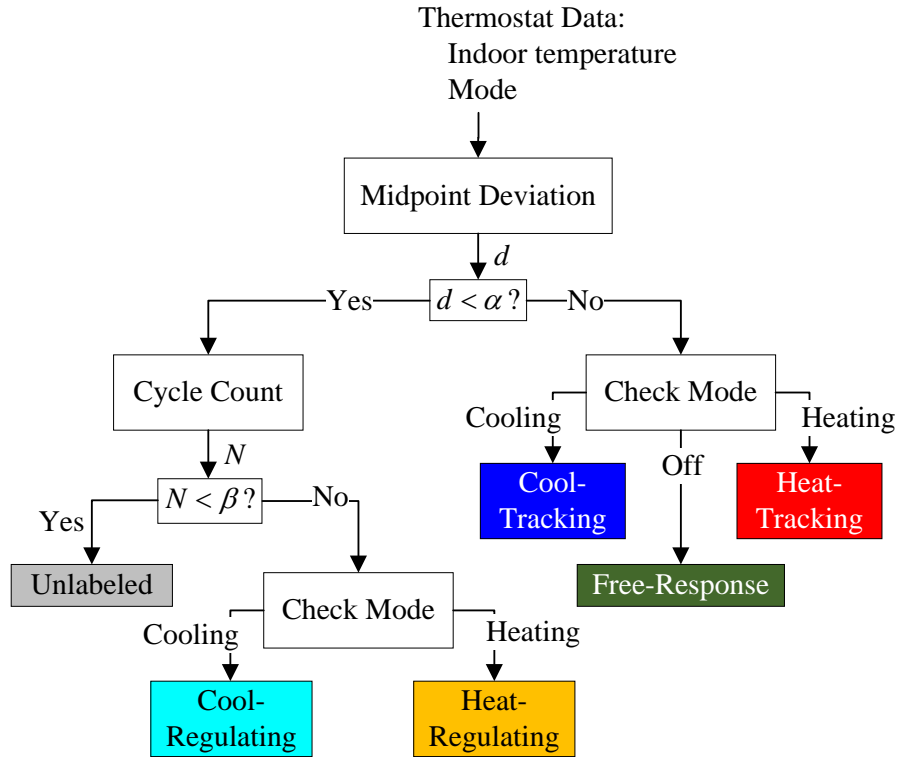 Thermostat Data:
Indoor temperature
Mode
Midpoint Deviation
d
Yes
d < α ?
No
Cycle Count
Check Mode
Cooling
Heating
N
Off
Cool-
Tracking
Heat-
Tracking
N < β ?
No
Yes
Unlabeled
Free-Response
Check Mode
Cooling
Heating
Cool-
Regulating
Heat-
Regulating